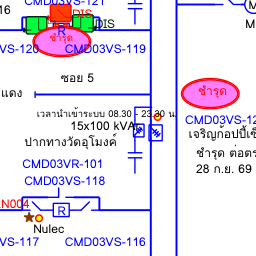 CMD03VS-121
16
DIS
DIS
R
ชำรุด
VS-120
CMD03VS-119
M
ซอย 5
แดง
ชำรุด
เวลานำเข้าระบบ 08.30 - 23.30 น.
15x100 kVAr
CMD03VS-12
ปากทางวัดอุโมงค์
เจริญก๊อปปี้เซ็
ชำรุด ต่อตร
CMD03VR-101
28 ก.ย. 69
CMD03VS-118
N004
R
Nulec
VS-117
CMD03VS-116